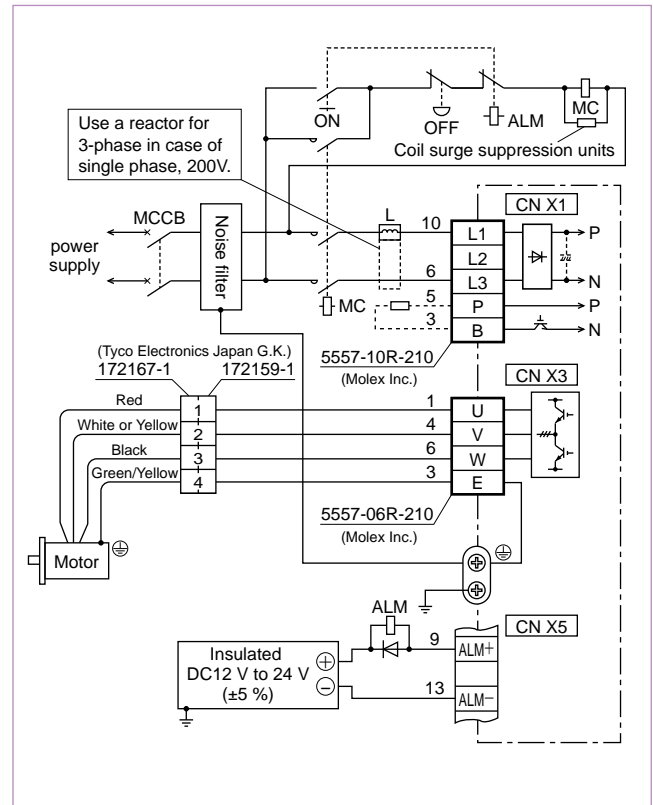 ON
OFF
ALM
MC
Coil surge suppression units
Use a reactor for
3-phase in case of
single phase, 200V.
CN X1
MCCB
power
supply
Noise filter
L
10
L1
P
L2
6
L3
N
MC
5
P
P
3
B
N
(Tyco Electronics Japan G.K.)
172167-1
172159-1
5557-10R-210
(Molex Inc.)
CN X3
Red
1
1
U
White or Yellow
2
4
V
Black
3
6
W
Green/Yellow
4
3
E
5557-06R-210
(Molex Inc.)
Motor
ALM
CN X5
Insulated
DC12 V to 24 V
(±5 %)
+
−
9
ALM+
13
ALM−